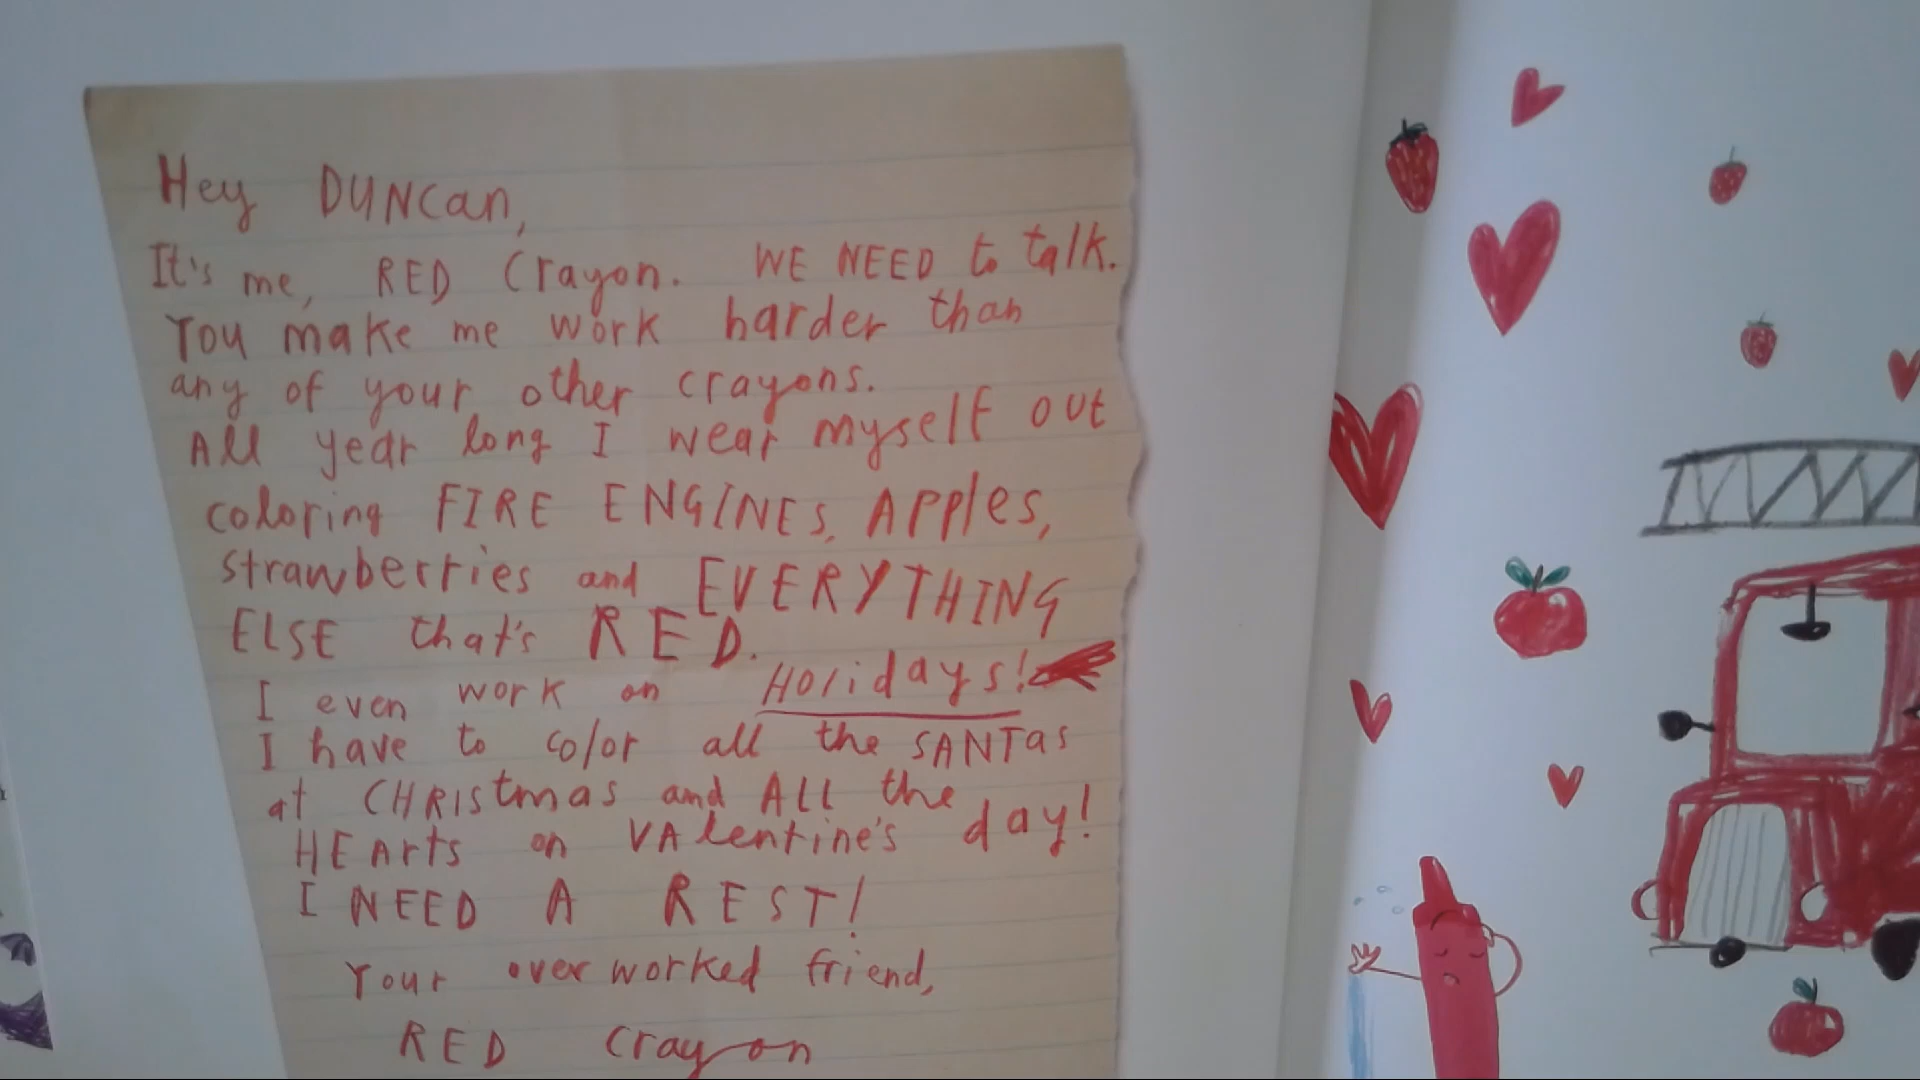 Hey DUNCan,
It's me, RED Crayon. WE NEED to talk.
You make me work harder than
any of your other crayons.
All year long I wear myself out
coloring FIRE ENGINES, Apples,
strawberries and EVERYTHING
ELSE that's RED.
I even work on Holidays!
I have to color all the SANTas
at CHRIStmas and All the
HEArts on VAlentine's day!
I NEED A REST!
Your overworked friend,
RED Crayon